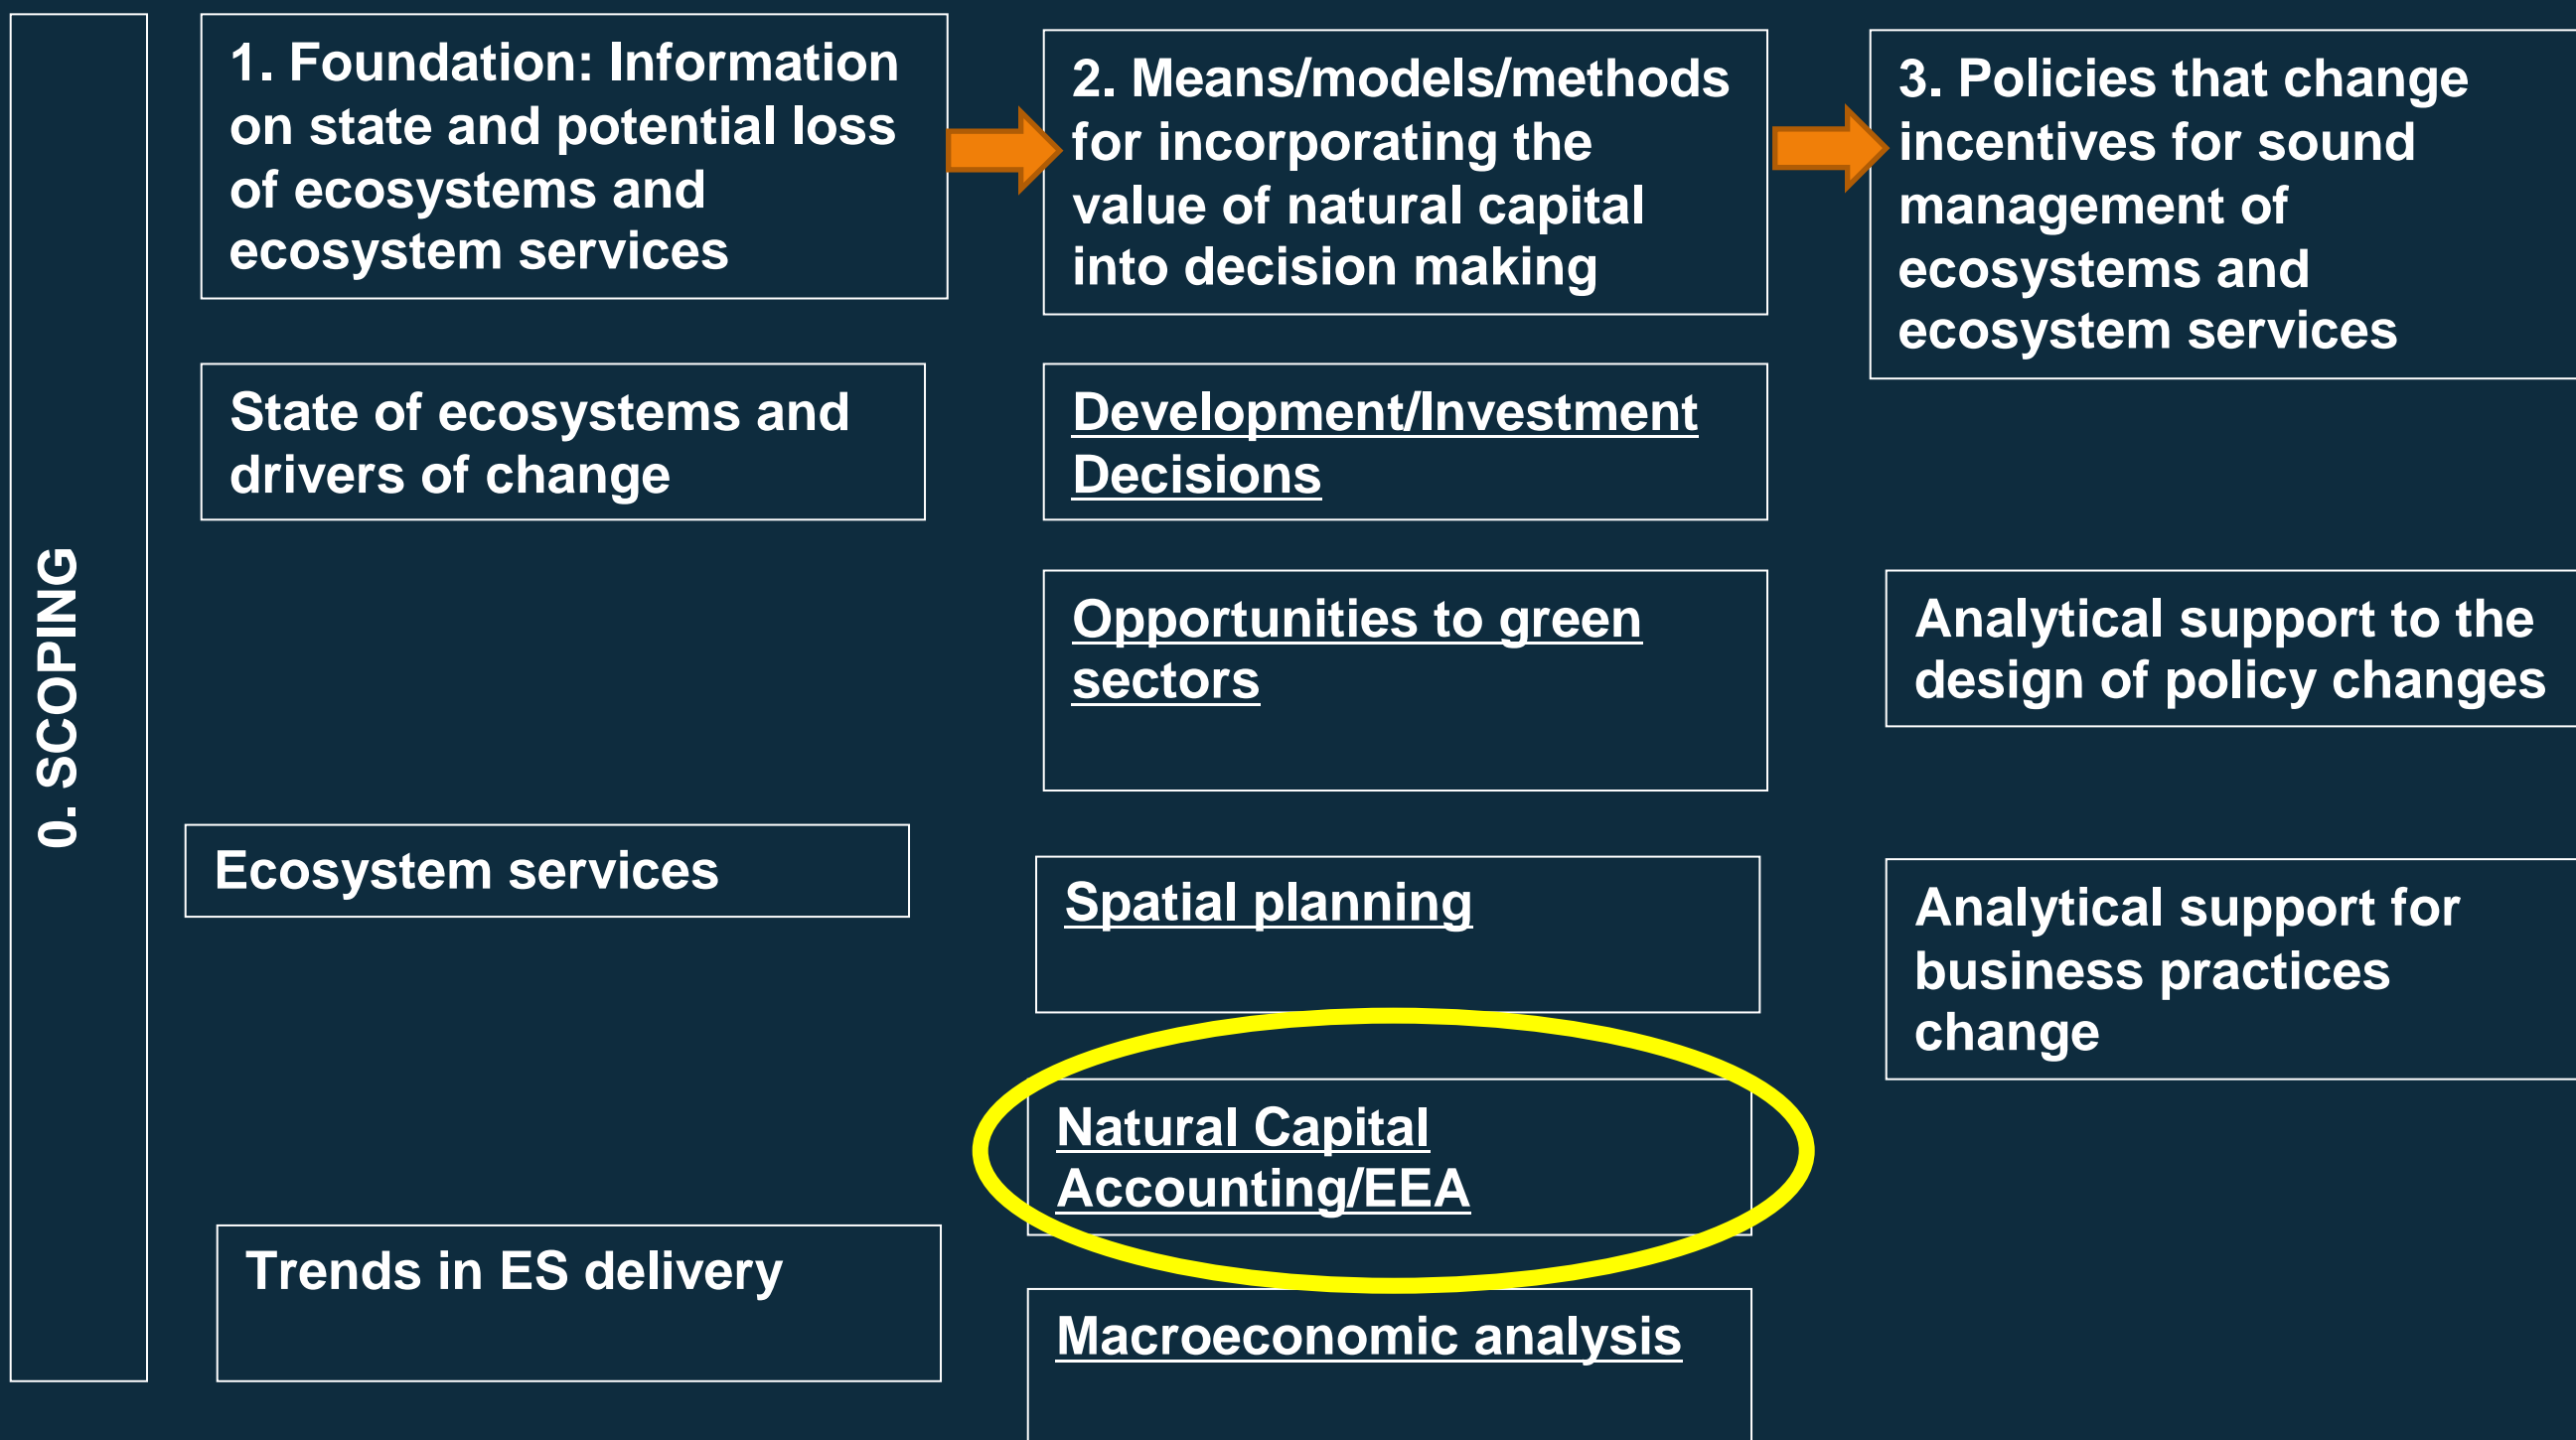 0. SCOPING
1. Foundation: Information
on state and potential loss
of ecosystems and
ecosystem services
State of ecosystems and
drivers of change
Ecosystem services
Trends in ES delivery
2. Means/models/methods
for incorporating the
value of natural capital
into decision making
Development/Investment
Decisions
Opportunities to green
sectors
Spatial planning
Natural Capital
Accounting/EEA
Macroeconomic analysis
3. Policies that change
incentives for sound
management of
ecosystems and
ecosystem services
Analytical support to the
design of policy changes
Analytical support for
business practices
change